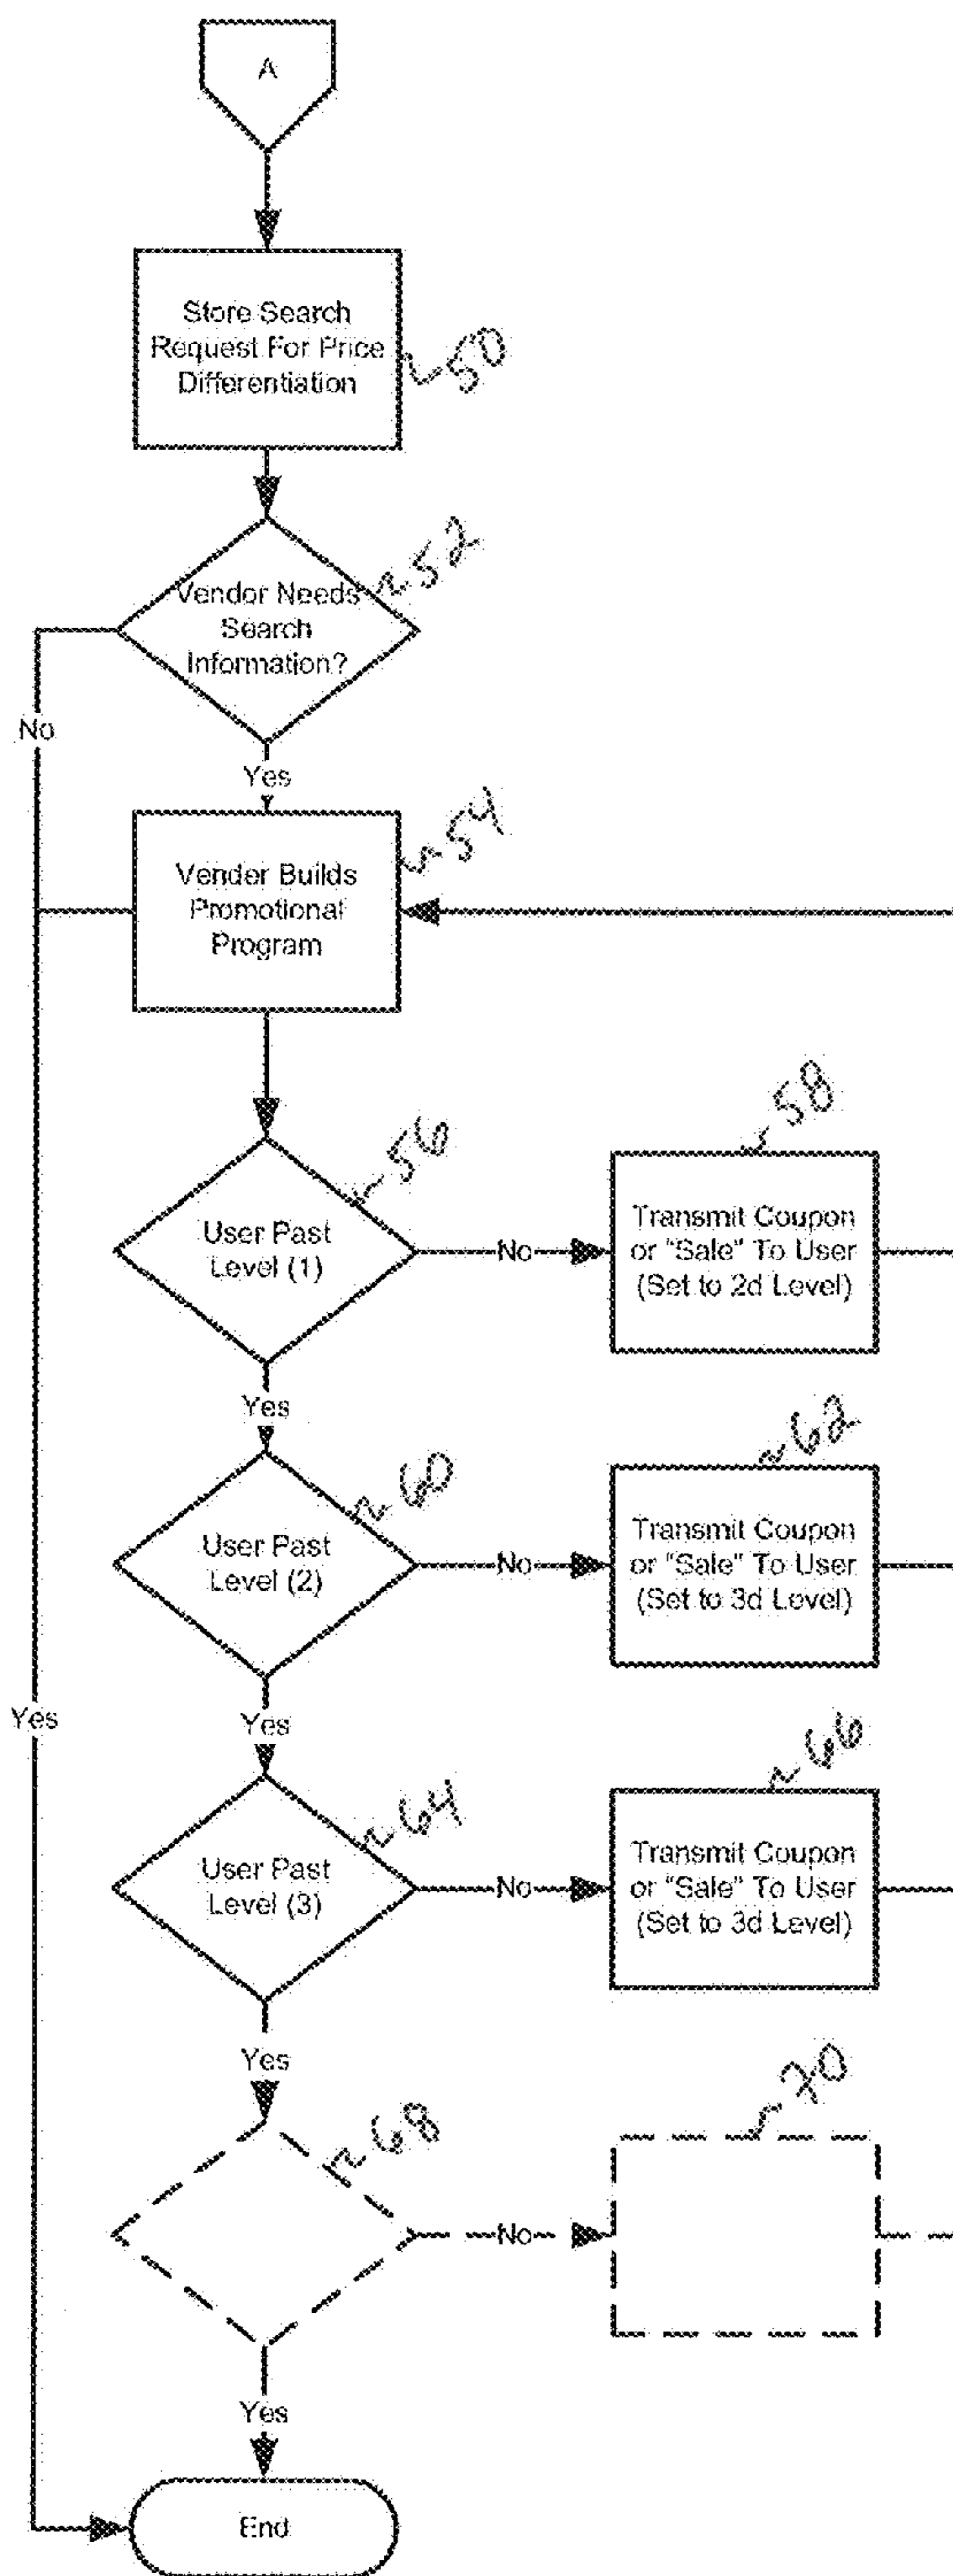 A
Store Search
Request For Price
Differentiation
50
Vendor Needs
Search
Information?
52
No
Yes
Vender Builds
Promotional
Program
54
User Past
Level (1)
56
No
Transmit Coupon
or "Sale" To User
(Set to 2d Level)
58
Yes
User Past
Level (2)
60
No
Transmit Coupon
or "Sale" To User
(Set to 3d Level)
62
Yes
Yes
User Past
Level (3)
64
No
Transmit Coupon
or "Sale" To User
(Set to 3d Level)
66
Yes
68
No
70
Yes
End